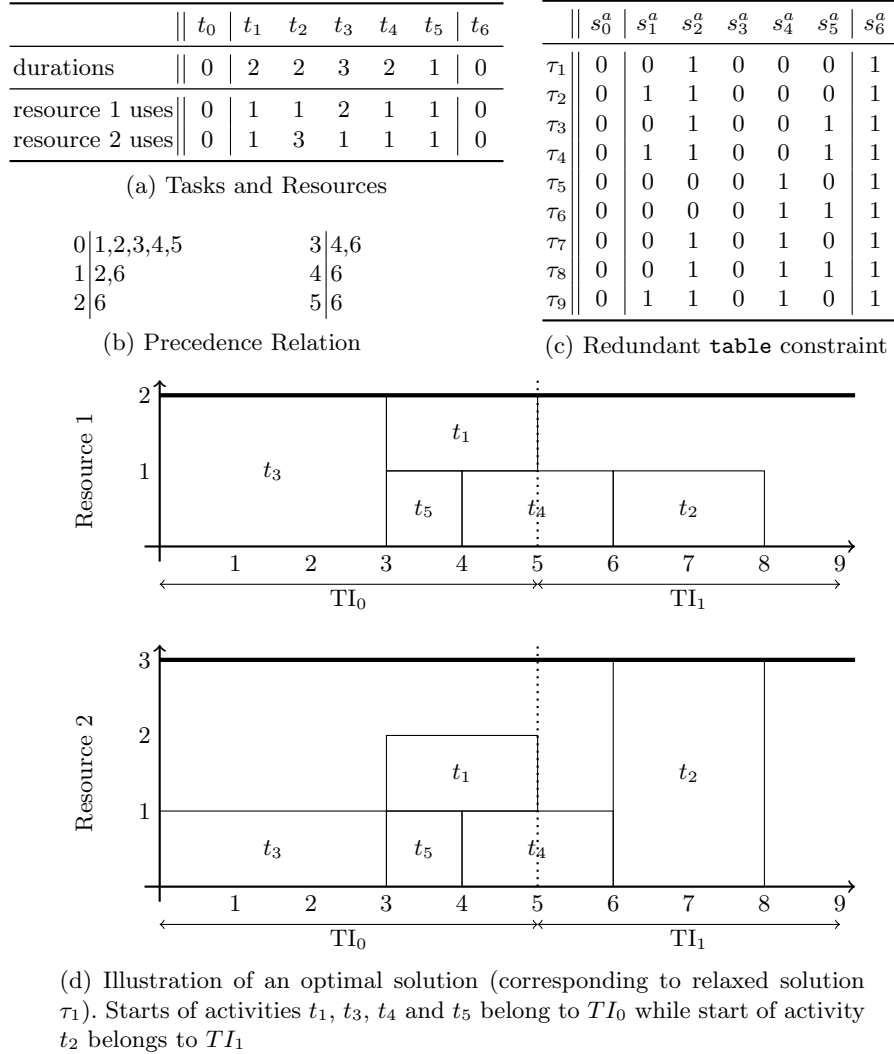 t0 t1 t2 t3 t4 t5 t6
durations 0 2 2 3 2 1 0
resource 1 uses 0 1 1 2 1 1 0
resource 2 uses 0 1 3 1 1 1 0
(a) Tasks and Resources
0 1,2,3,4,5 3 4,6
1 2,6 4 6
2 6 5 6
(b) Precedence Relation
s_0^a s_1^a s_2^a s_3^a s_4^a s_5^a s_6^a
τ1 0 0 1 0 0 0 1
τ2 0 1 1 0 0 0 1
τ3 0 0 1 0 0 1 1
τ4 0 1 1 0 0 1 1
τ5 0 0 0 0 1 0 1
τ6 0 0 0 0 1 1 1
τ7 0 0 1 0 1 0 1
τ8 0 0 1 0 1 1 1
τ9 0 1 1 0 1 0 1
(c) Redundant table constraint
Resource 1
2
1
t3
t1
t5
t4
t2
1 2 3 4 5 6 7 8 9
TI0 TI1
Resource 2
3
2
1
t3
t1
t5
t4
t2
1 2 3 4 5 6 7 8 9
TI0 TI1
(d) Illustration of an optimal solution (corresponding to relaxed solution
τ1). Starts of activities t1, t3, t4 and t5 belong to TI0 while start of activity
t2 belongs to TI1